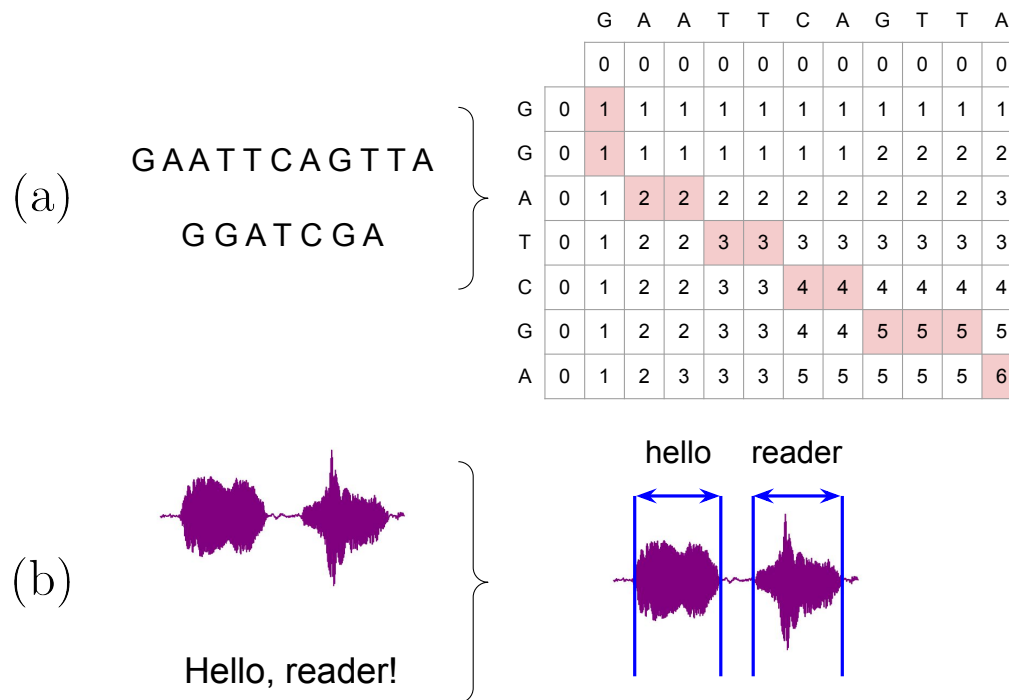 G A A T T C A G T T A
0 0 0 0 0 0 0 0 0 0 0
G 0 1 1 1 1 1 1 1 1 1 1 1
G 0 1 1 1 1 1 1 1 2 2 2 2
A 0 1 2 2 2 2 2 2 2 2 2 3
T 0 1 2 2 3 3 3 3 3 3 3 3
C 0 1 2 2 3 3 4 4 4 4 4 4
G 0 1 2 2 3 3 4 4 5 5 5 5
A 0 1 2 3 3 3 5 5 5 5 5 6
(a)
G A A T T C A G T T A
G G A T C G A
hello reader
(b)
Hello, reader!